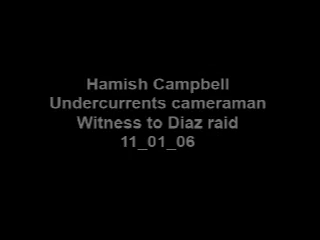 Hamish Campbell
Undercurrents cameraman
Witness to Diaz raid
11_01_06